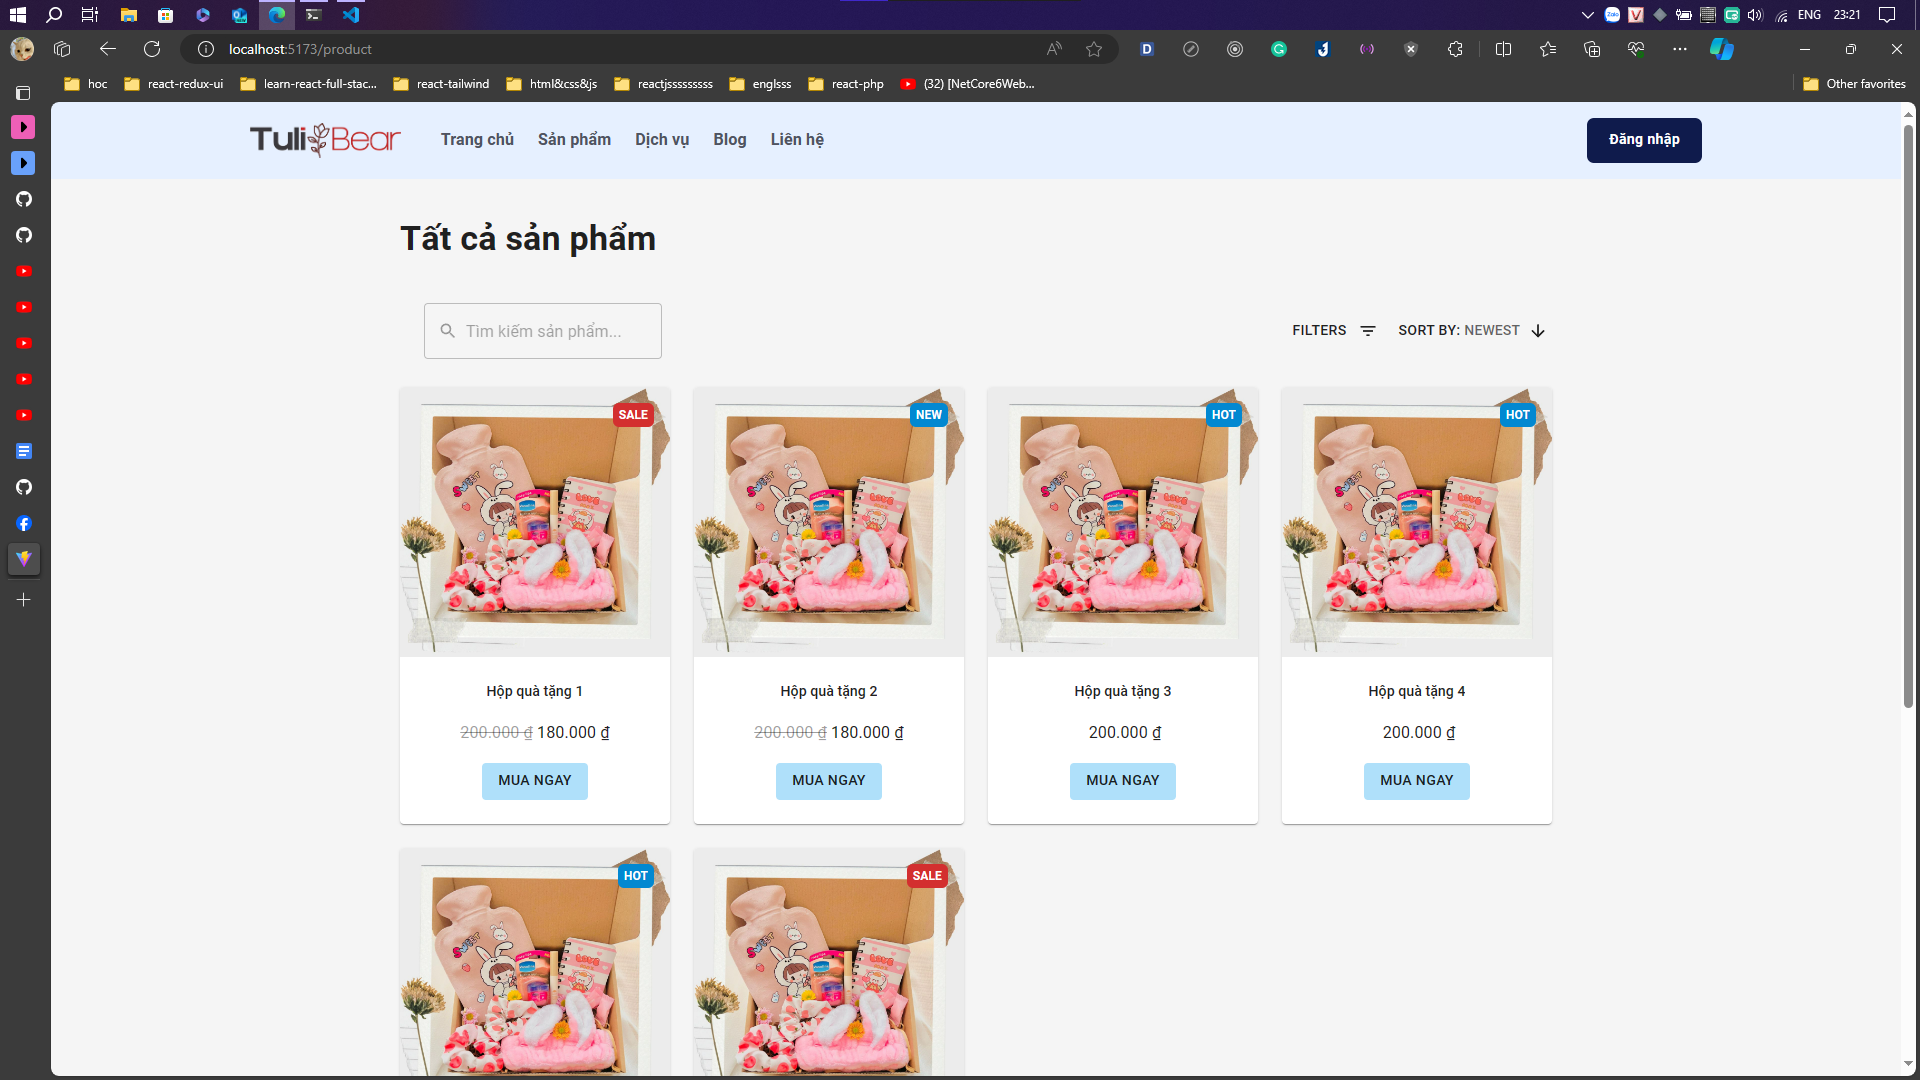 ENG 23:21
localhost:5173/product
hoc react-redux-ui learn-react-full-stac... react-tailwind html&css&js reactjsssssssss englsss react-php (32) [NetCore6Web... Other favorites
Tuli Bear Trang chủ Sản phẩm Dịch vụ Blog Liên hệ Đăng nhập
Tất cả sản phẩm
Tìm kiếm sản phẩm... FILTERS SORT BY: NEWEST
SALE NEW HOT HOT
Hộp quà tặng 1 Hộp quà tặng 2 Hộp quà tặng 3 Hộp quà tặng 4
200.000 ₫ 180.000 ₫ 200.000 ₫ 180.000 ₫ 200.000 ₫ 200.000 ₫
MUA NGAY MUA NGAY MUA NGAY MUA NGAY
HOT SALE